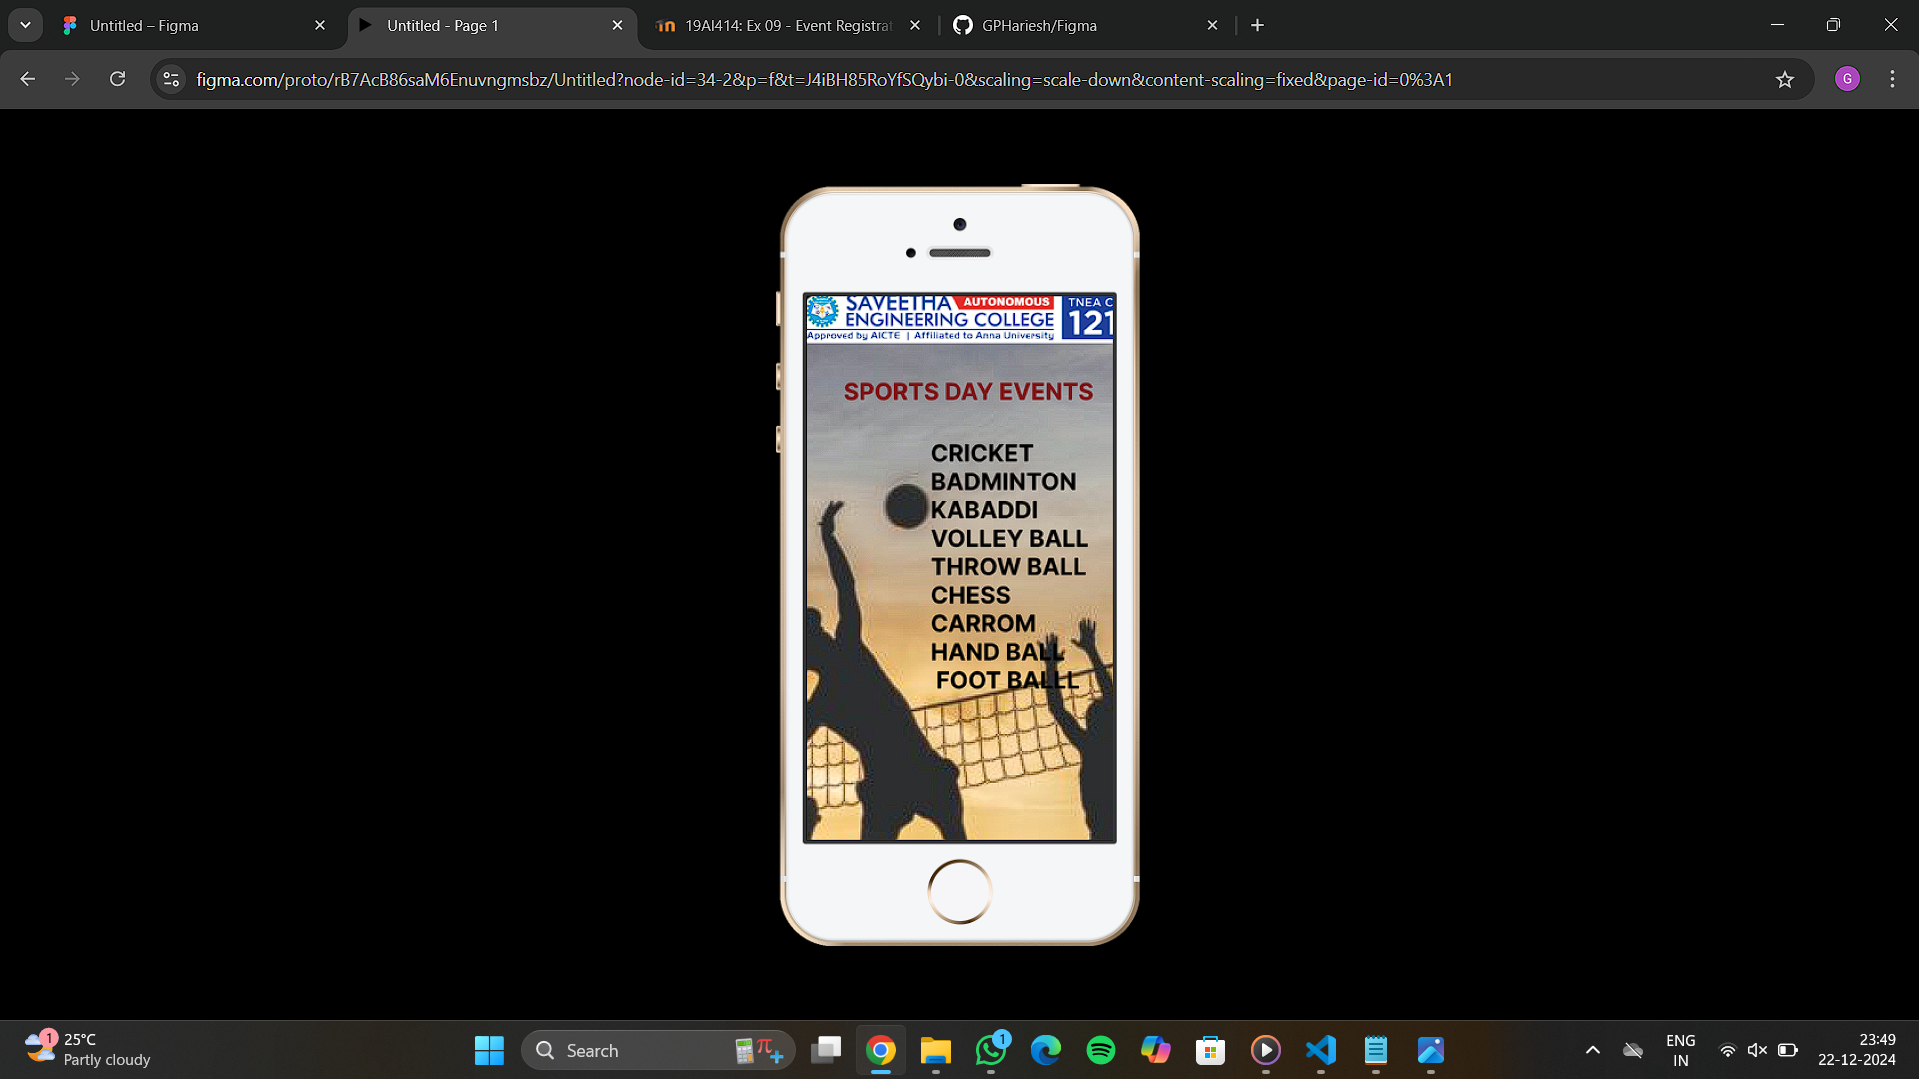 Untitled – Figma
Untitled - Page 1
19AI414: Ex 09 - Event Registrat
GPHariesh/Figma
figma.com/proto/rB7AcB86saM6Enuvngmsbz/Untitled?node-id=34-2&p=f&t=J4iBH85RoYfSQybi-0&scaling=scale-down&content-scaling=fixed&page-id=0%3A1
G
SAVEETHA AUTONOMOUS
ENGINEERING COLLEGE
Approved by AICTE | Affiliated to Anna University
TNEA C
121
SPORTS DAY EVENTS
CRICKET
BADMINTON
KABADDI
VOLLEY BALL
THROW BALL
CHESS
CARROM
HAND BALL
FOOT BALLL
1
25°C
Partly cloudy
Search
1
ENG
IN
23:49
22-12-2024